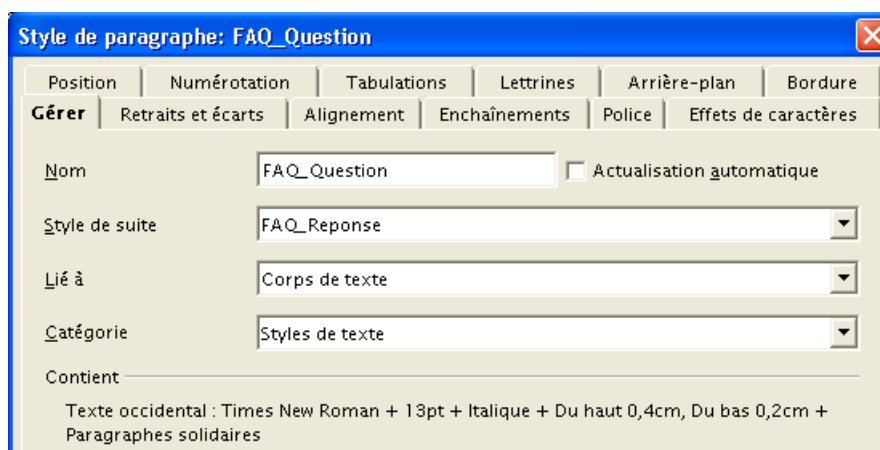 Style de paragraphe: FAQ_Question
Position Numérotation Tabulations Lettrines Arrière-plan Bordure
Gérer Retraits et écarts Alignement Enchaînements Police Effets de caractères
Nom FAQ_Question Actualisation automatique
Style de suite FAQ_Reponse
Lié à Corps de texte
Catégorie Styles de texte
Contient
Texte occidental : Times New Roman + 13pt + Italique + Du haut 0,4cm, Du bas 0,2cm +
Paragraphes solidaires